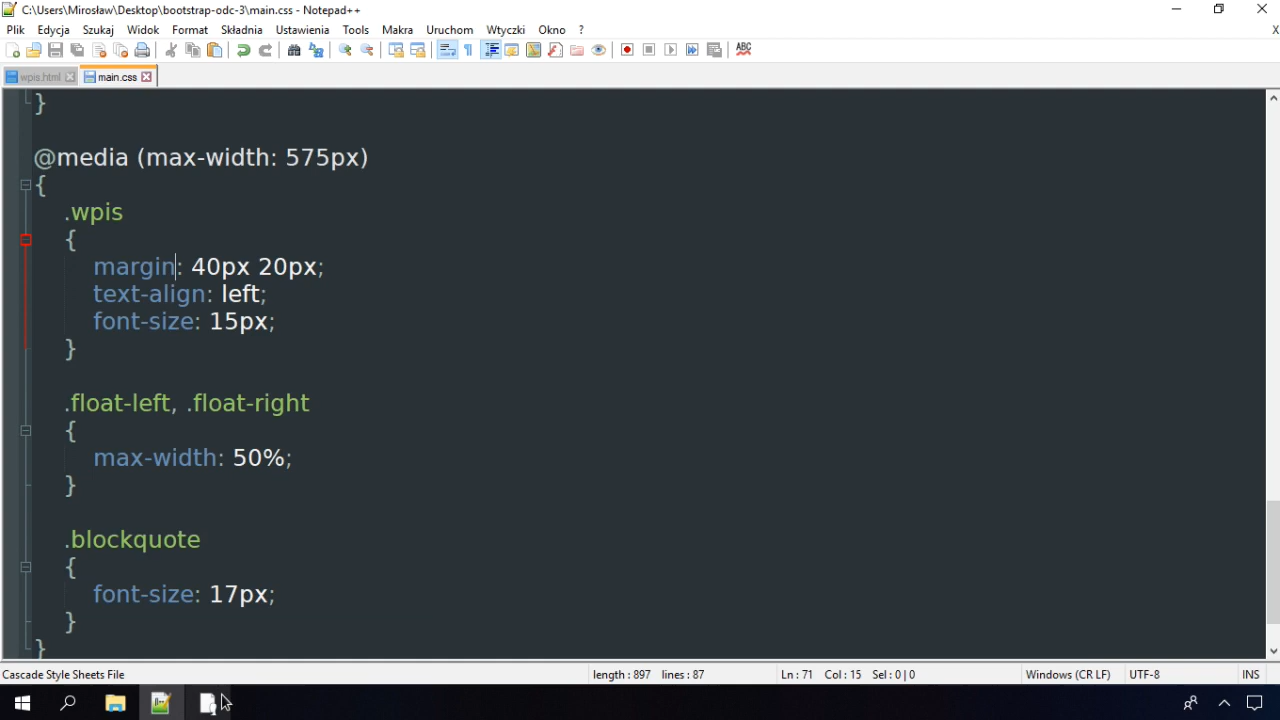 C:\Users\Mirosław\Desktop\bootstrap-odc-3\main.css - Notepad++
Plik Edycja Szukaj Widok Format Składnia Ustawienia Tools Makra Uruchom Wtyczki Okno ? X
wpis.html main.css
}
@media (max-width: 575px)
{
.wpis
{
margin: 40px 20px;
text-align: left;
font-size: 15px;
}
.float-left, .float-right
{
max-width: 50%;
}
.blockquote
{
font-size: 17px;
}
}
Cascade Style Sheets File length : 897 lines : 87 Ln : 71 Col : 15 Sel : 0 | 0 Windows (CR LF) UTF-8 INS